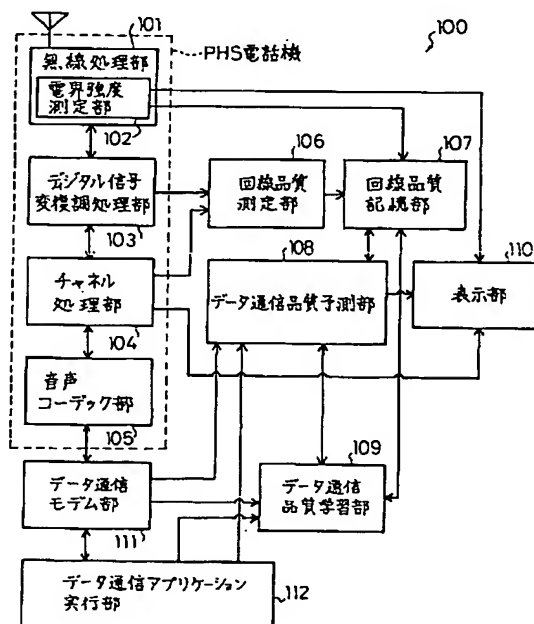 101
PHS電話機
100
無線処理部
電界強度
測定部
102
106
107
デジタル信号
変復調処理部
103
回線品質
測定部
回線品質
記憶部
108
110
チャネル
処理部
104
データ通信品質予測部
表示部
音声
コーデック部
105
109
データ通信
モデム部
111
データ通信
品質学習部
データ通信アプリケーション
実行部
112